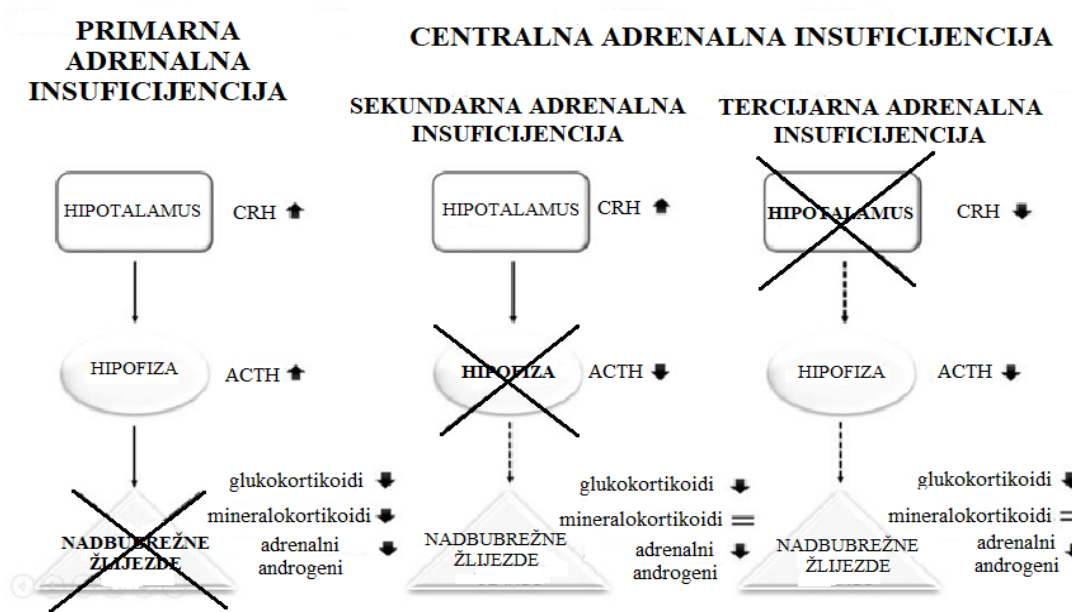 PRIMARNA
ADRENALNA
INSUFICIJENCIJA
CENTRALNA ADRENALNA INSUFICIJENCIJA
SEKUNDARNA ADRENALNA
INSUFICIJENCIJA
TERCIJARNA ADRENALNA
INSUFICIJENCIJA
HIPOTALAMUS
CRH
HIPOTALAMUS
CRH
HIPOTALAMUS
CRH
HIPOFIZA
ACTH
HIPOFIZA
ACTH
HIPOFIZA
ACTH
glukokortikoidi
mineralokortikoidi
adrenalni
androgeni
NADBUBREŽNE
ŽLIJEZDE
glukokortikoidi
mineralokortikoidi =
adrenalni
androgeni
NADBUBREŽNE
ŽLIJEZDE
glukokortikoidi
mineralokortikoidi =
adrenalni
androgeni
NADBUBREŽNE
ŽLIJEZDE